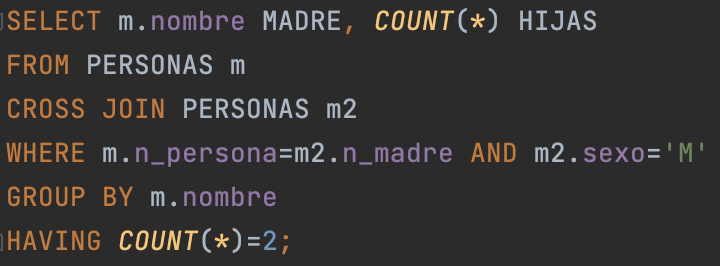 SELECT m.nombre MADRE, COUNT(*) HIJAS
FROM PERSONAS m
CROSS JOIN PERSONAS m2
WHERE m.n_persona=m2.n_madre AND m2.sexo='M'
GROUP BY m.nombre
HAVING COUNT(*)=2;